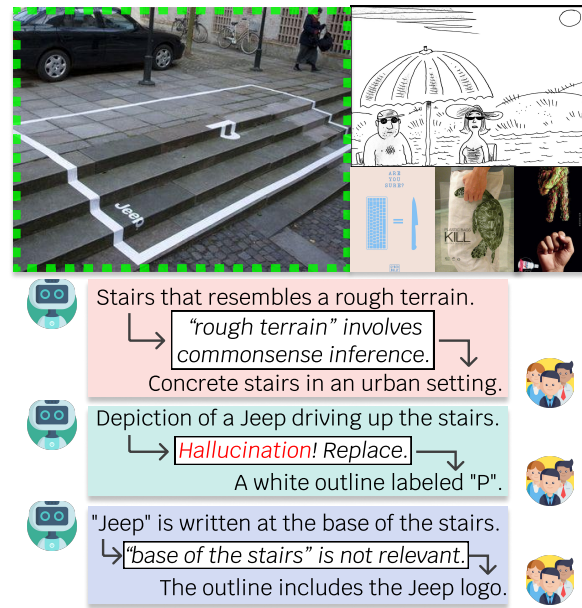 P
Jeep
ARE
YOU
SURE?
=
KILL
Stairs that resembles a rough terrain.
“rough terrain” involves
commonsense inference.
Concrete stairs in an urban setting.
Depiction of a Jeep driving up the stairs.
Hallucination! Replace.
A white outline labeled "P".
"Jeep" is written at the base of the stairs.
“base of the stairs” is not relevant.
The outline includes the Jeep logo.